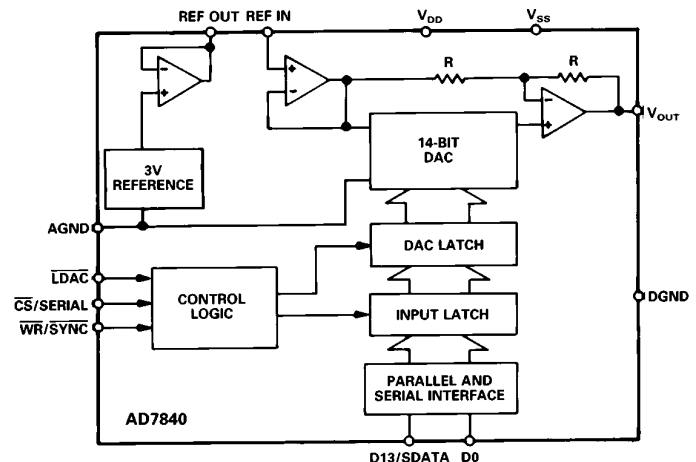 REF OUT REF IN
VDD
VSS
R
R
VOUT
14-BIT
DAC
3V
REFERENCE
AGND
DAC LATCH
LDAC
CS/SERIAL
WR/SYNC
CONTROL
LOGIC
INPUT LATCH
DGND
PARALLEL AND
SERIAL INTERFACE
AD7840
D13/SDATA D0